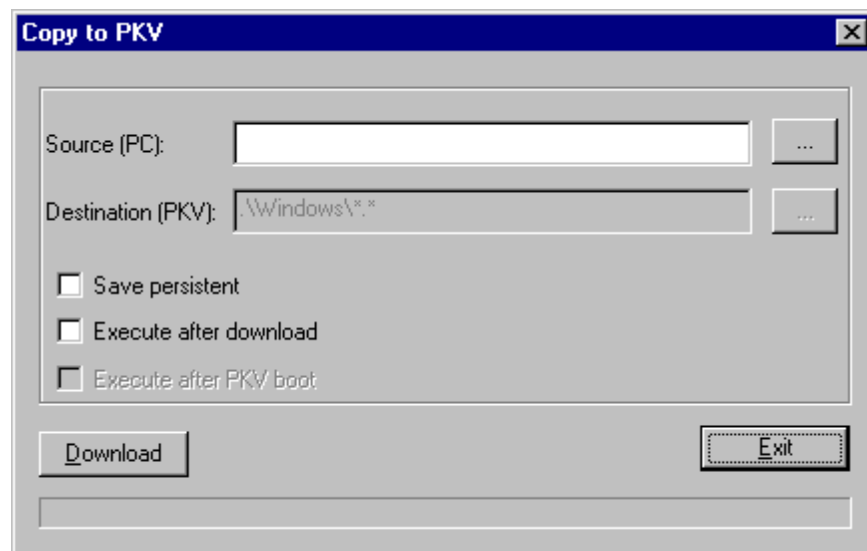 Copy to PKV
Source (PC):
...
Destination (PKV): .\Windows\*.*
...
Save persistent
Execute after download
Execute after PKV boot
Download
Exit